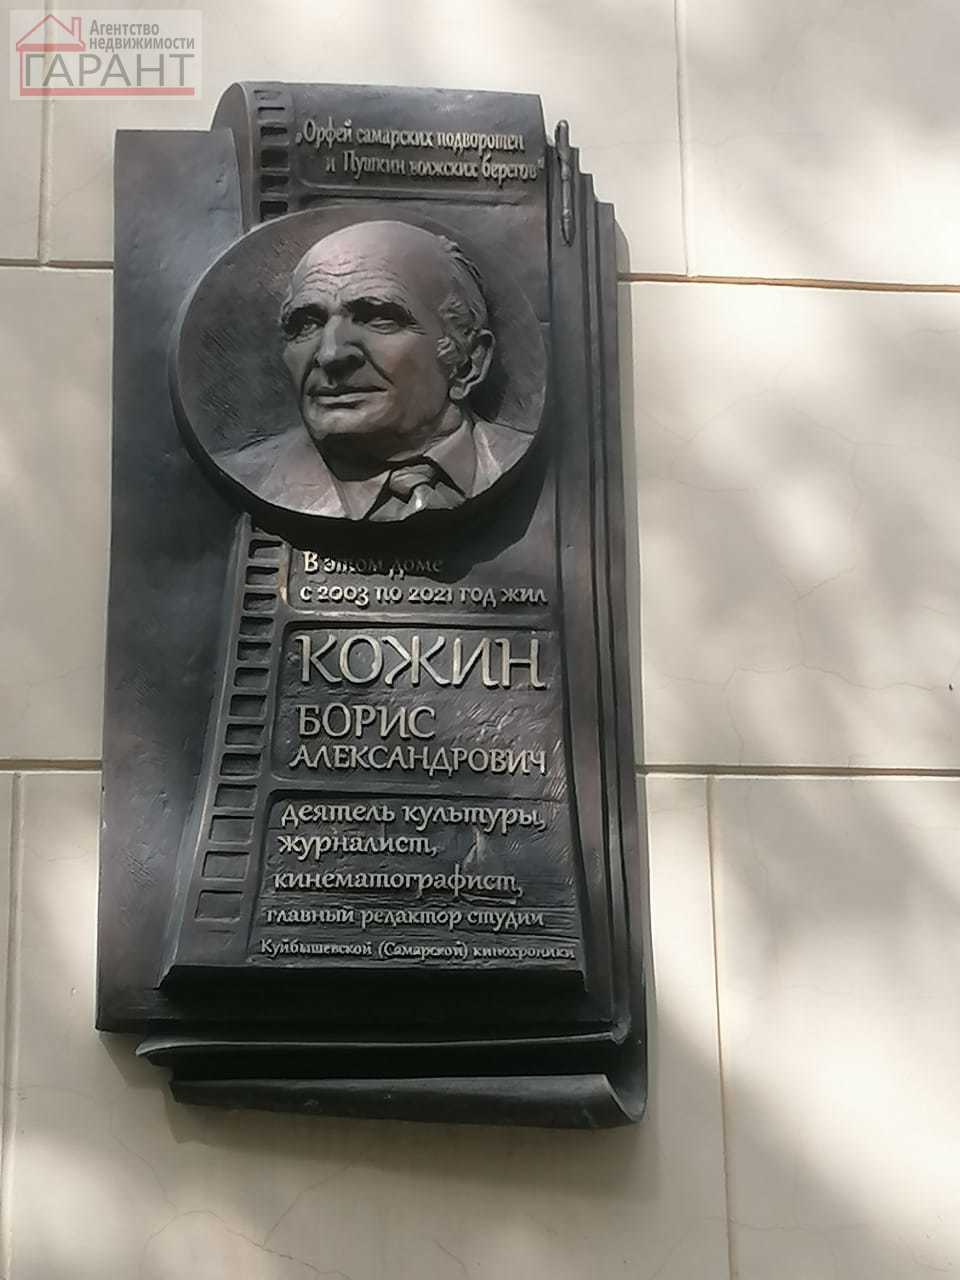 Агентство
недвижимости
ГАРАНТ
„Орфей самарских подворотен
и Пушкин волжских берегов"
В этом доме
с 2003 по 2021 год жил
КОЖИН
БОРИС
АЛЕКСАНДРОВИЧ
деятель культуры,
журналист,
кинематографист,
главный редактор студии
Куйбышевской (Самарской) кинохроники